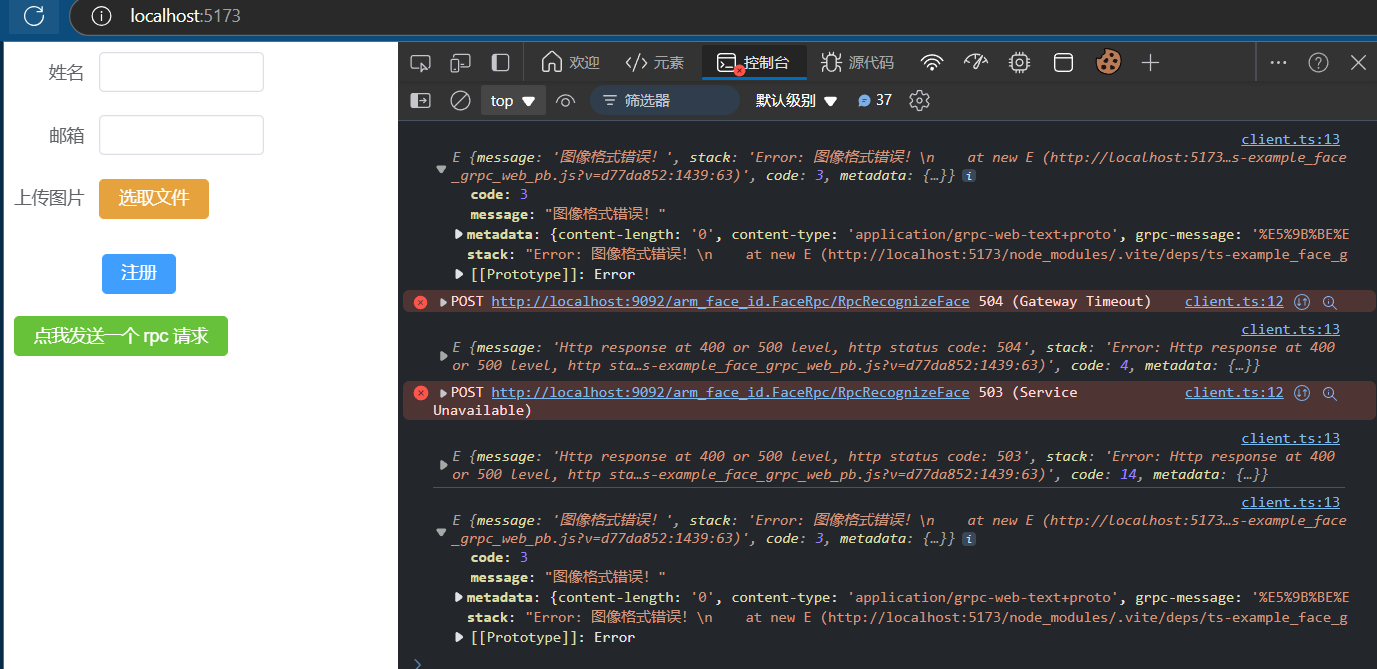 localhost:5173
姓名
邮箱
上传图片 选取文件
注册
点我发送一个 rpc 请求
欢迎 元素 控制台 源代码
top 筛选器 默认级别 37
client.ts:13
E {message: '图像格式错误！', stack: 'Error: 图像格式错误！\n    at new E (http://localhost:5173…s-example_face
_grpc_web_pb.js?v=d77da852:1439:63)', code: 3, metadata: {…}}
code: 3
message: "图像格式错误！"
metadata: {content-length: '0', content-type: 'application/grpc-web-text+proto', grpc-message: '%E5%9B%BE%E
stack: "Error: 图像格式错误！\n    at new E (http://localhost:5173/node_modules/.vite/deps/ts-example_face_g
[[Prototype]]: Error
POST http://localhost:9092/arm_face_id.FaceRpc/RpcRecognizeFace 504 (Gateway Timeout) client.ts:12
client.ts:13
E {message: 'Http response at 400 or 500 level, http status code: 504', stack: 'Error: Http response at 400
or 500 level, http sta…s-example_face_grpc_web_pb.js?v=d77da852:1439:63)', code: 4, metadata: {…}}
POST http://localhost:9092/arm_face_id.FaceRpc/RpcRecognizeFace 503 (Service client.ts:12
Unavailable)
client.ts:13
E {message: 'Http response at 400 or 500 level, http status code: 503', stack: 'Error: Http response at 400
or 500 level, http sta…s-example_face_grpc_web_pb.js?v=d77da852:1439:63)', code: 14, metadata: {…}}
client.ts:13
E {message: '图像格式错误！', stack: 'Error: 图像格式错误！\n    at new E (http://localhost:5173…s-example_face
_grpc_web_pb.js?v=d77da852:1439:63)', code: 3, metadata: {…}}
code: 3
message: "图像格式错误！"
metadata: {content-length: '0', content-type: 'application/grpc-web-text+proto', grpc-message: '%E5%9B%BE%E
stack: "Error: 图像格式错误！\n    at new E (http://localhost:5173/node_modules/.vite/deps/ts-example_face_g
[[Prototype]]: Error